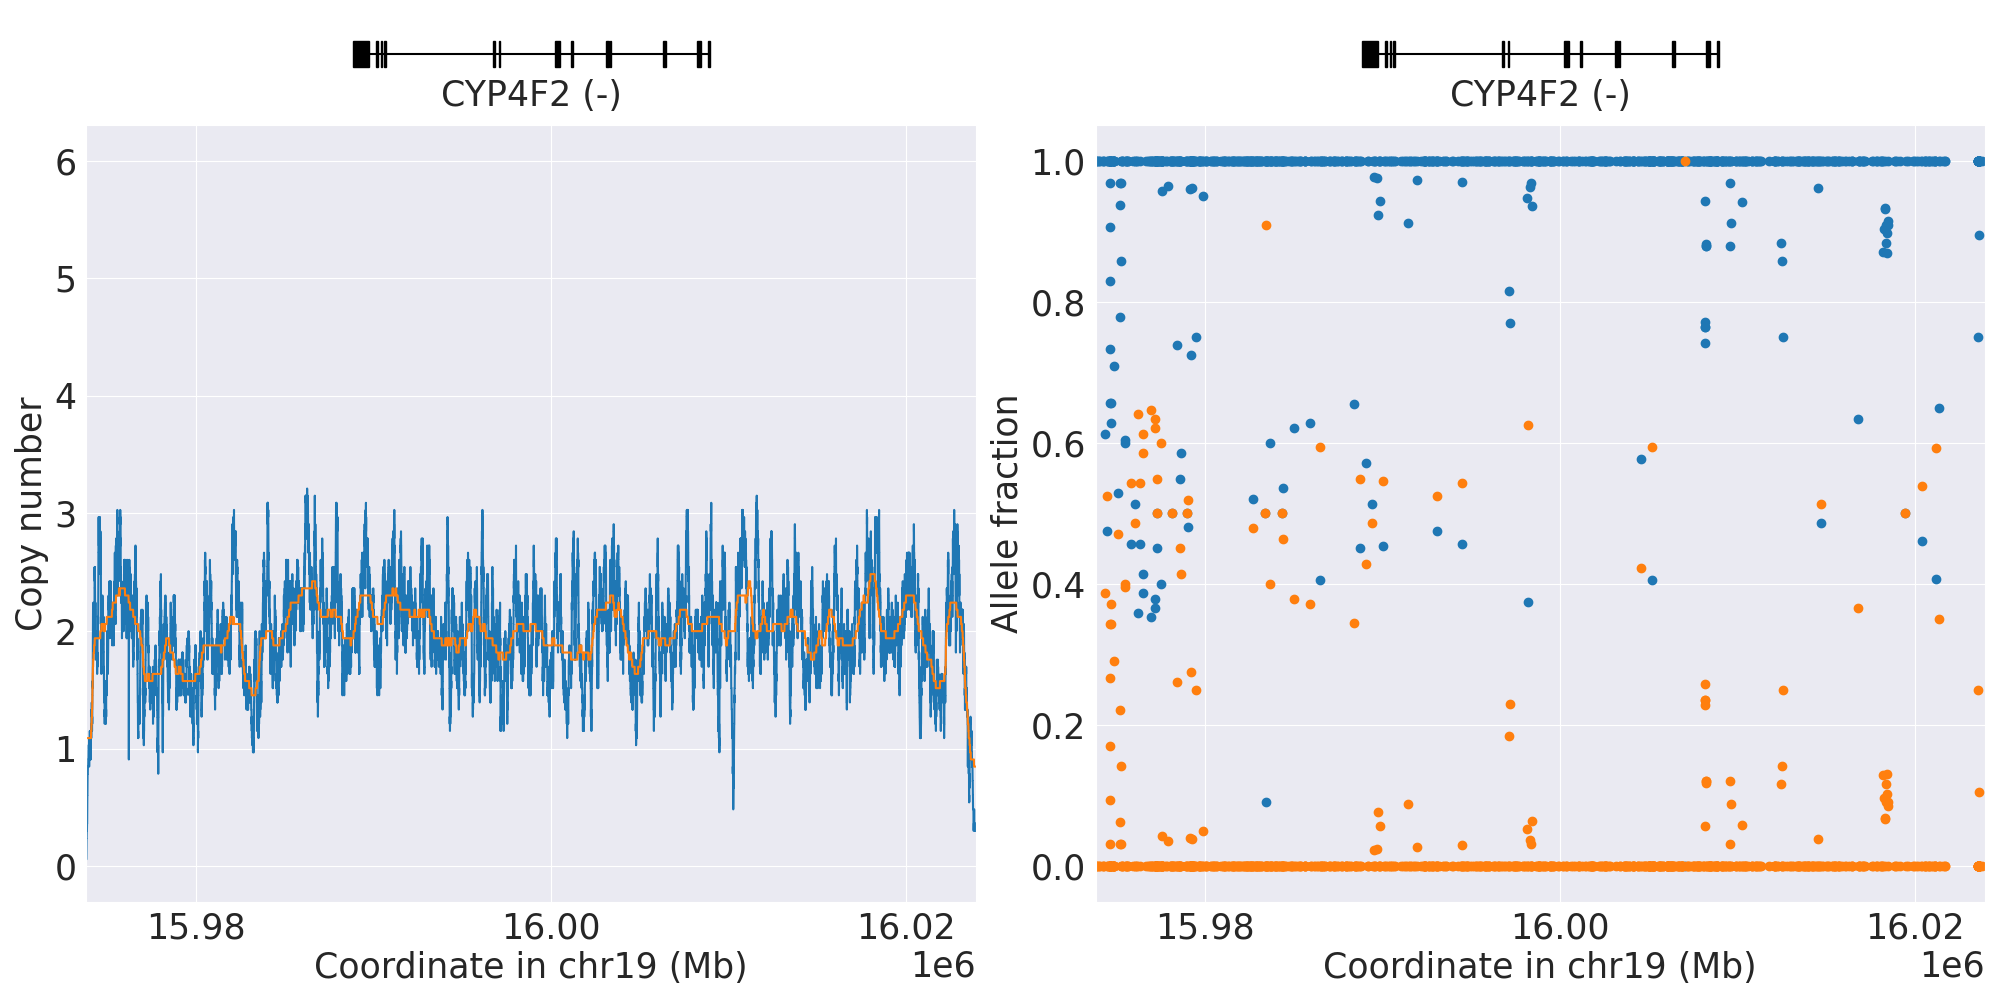 CYP4F2 (-)
6
5
4
3
2
1
0
Copy number
15.98
16.00
16.02
Coordinate in chr19 (Mb)
1e6
CYP4F2 (-)
1.0
0.8
0.6
0.4
0.2
0.0
Allele fraction
15.98
16.00
16.02
Coordinate in chr19 (Mb)
1e6